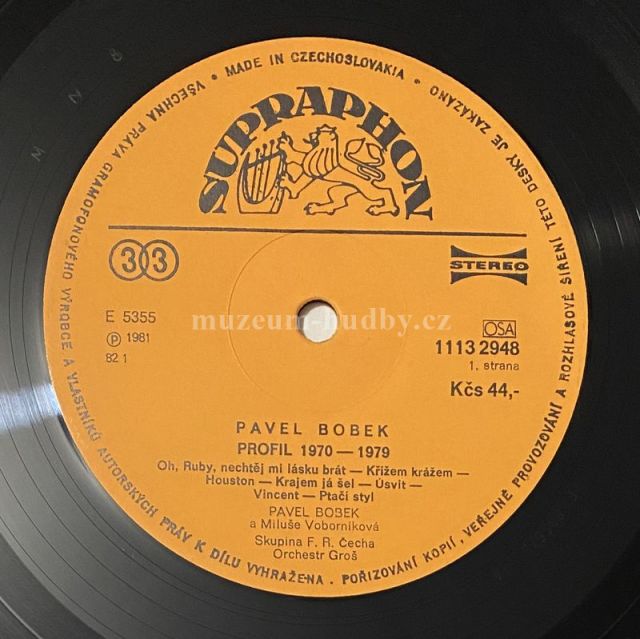 VŠECHNA PRÁVA GRAMOFONOVÉHO VÝROBCE A VLASTNÍKŮ AUTORSKÝCH PRÁV K DÍLU VYHRAŽENA. POŘIZOVÁNÍ KOPIÍ, VEŘEJNÉ PROVOZOVÁNÍ A ROZHLASOVÉ ŠÍŘENÍ TÉTO DESKY JE ZAKÁZÁNO
• MADE IN CZECHOSLOVAKIA •
SUPRAPHON
33
STEREO
E 5355
Ⓟ 1981
82 1
muzeum-hudby.cz
OSA
1113 2948
1. strana
Kčs 44,-
PAVEL BOBEK
PROFIL 1970 — 1979
Oh, Ruby, nechtěj mi lásku brát — Křížem krážem —
Houston — Krajem já šel — Úsvit —
Vincent — Ptačí styl
PAVEL BOBEK
a Miluše Voborníková
Skupina F. R. Čecha
Orchestr Groš